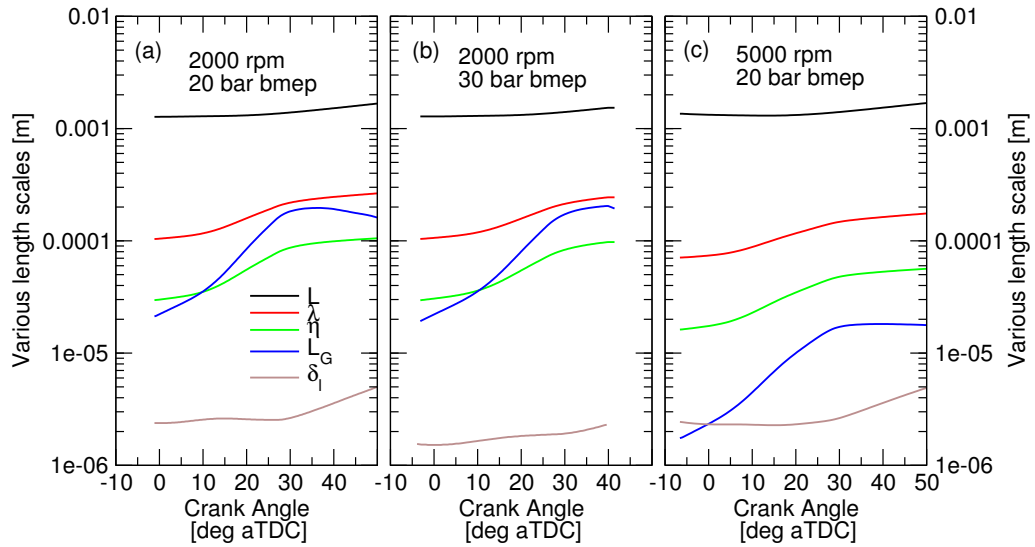 0.01
0.001
0.0001
1e-05
1e-06
Various length scales [m]
(a)
2000 rpm
20 bar bmep
L
λ
η
L_G
δ_l
-10 0 10 20 30 40
Crank Angle
[deg aTDC]
(b)
2000 rpm
30 bar bmep
-10 0 10 20 30 40
Crank Angle
[deg aTDC]
(c)
5000 rpm
20 bar bmep
-10 0 10 20 30 40 50
Crank Angle
[deg aTDC]
0.01
0.001
0.0001
1e-05
1e-06
Various length scales [m]